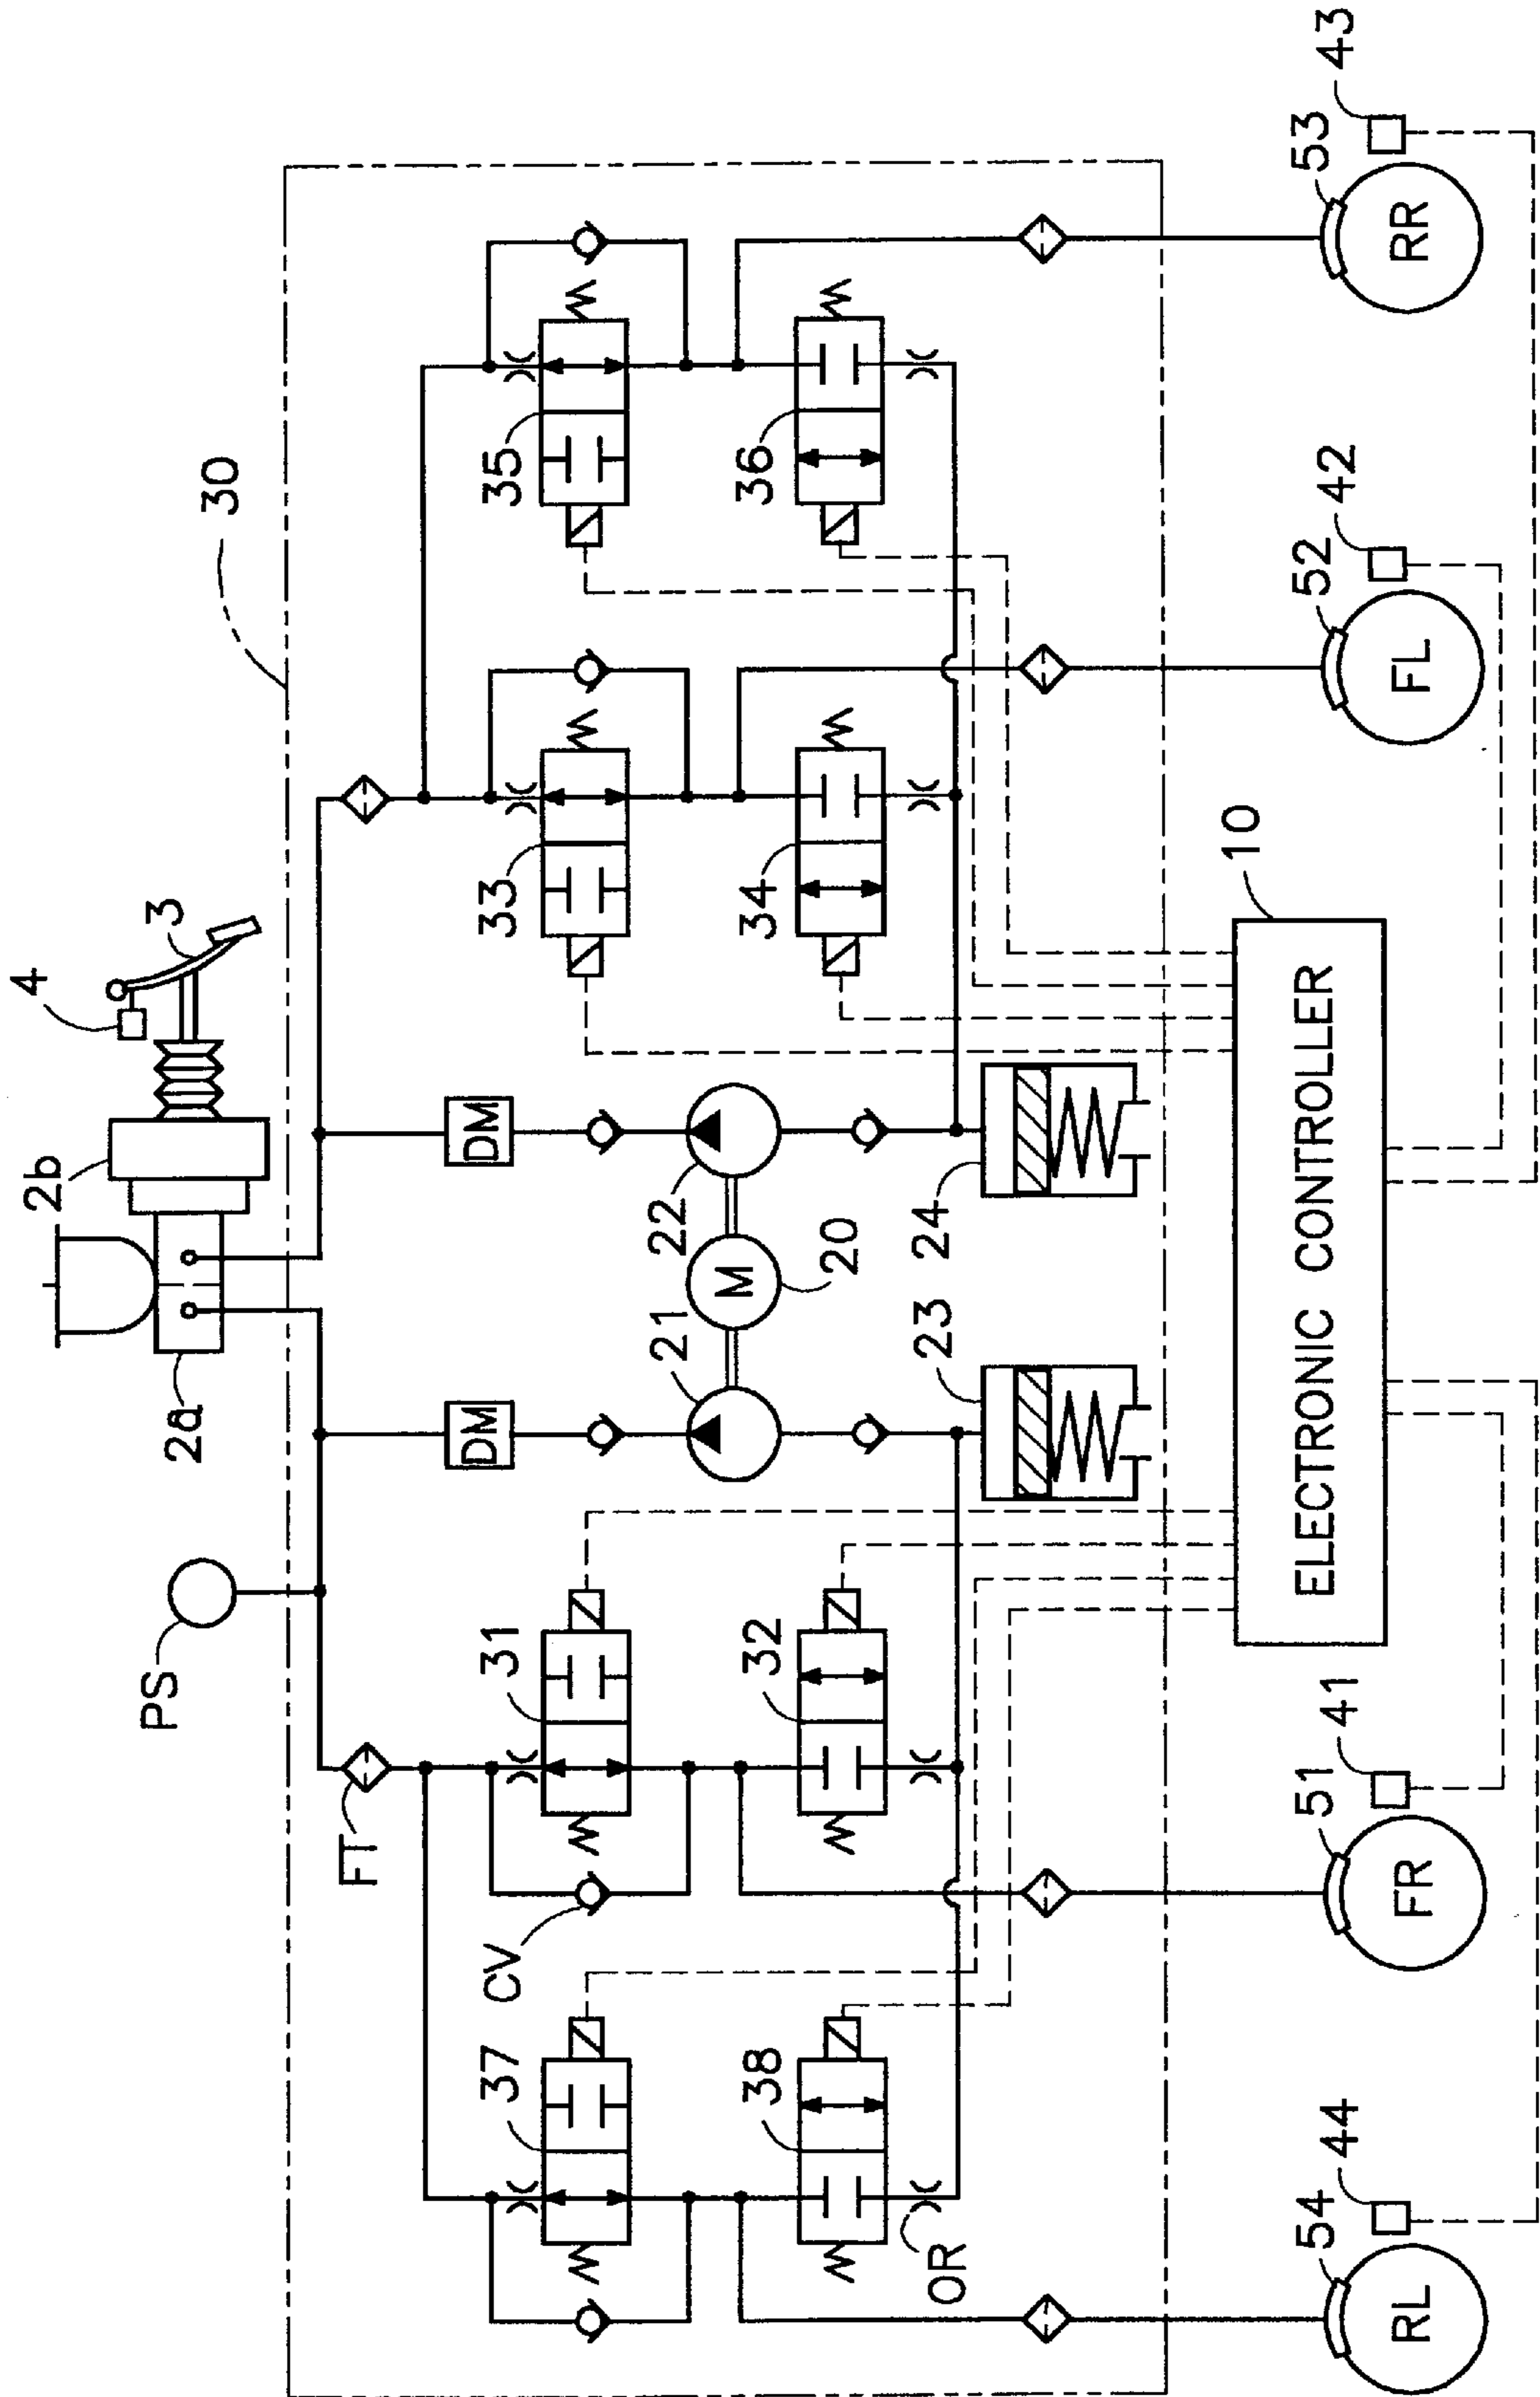 2b
4
PS
2a
3
30
FT
DM
DM
37
CV
31
33
35
21
22
M
38
32
34
36
20
OR
23
24
10
ELECTRONIC CONTROLLER
54
44
51
41
52
42
53
43
RL
FR
FL
RR